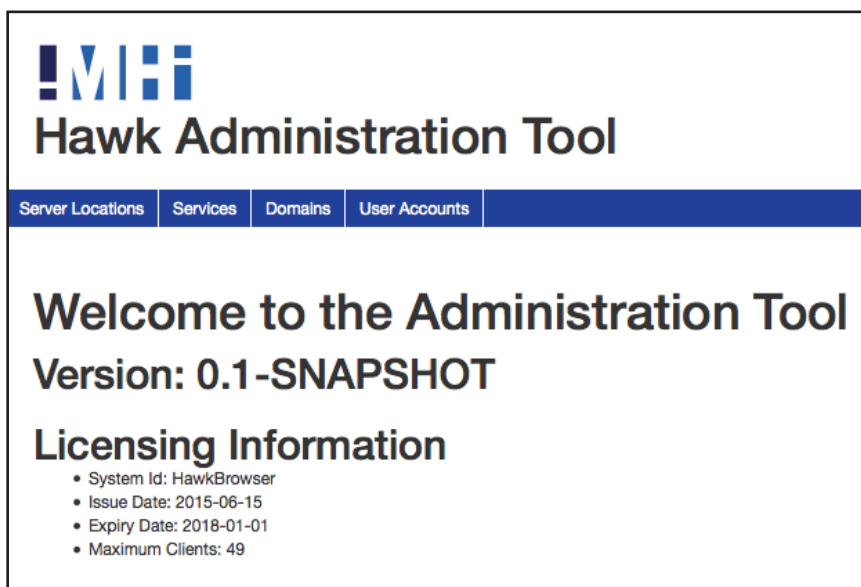 !MHi
Hawk Administration Tool
Server Locations Services Domains User Accounts
Welcome to the Administration Tool
Version: 0.1-SNAPSHOT
Licensing Information
• System Id: HawkBrowser
• Issue Date: 2015-06-15
• Expiry Date: 2018-01-01
• Maximum Clients: 49